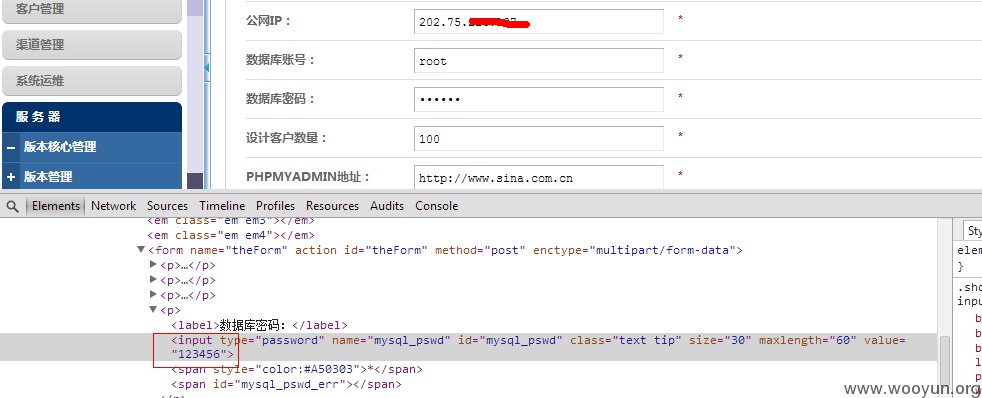 客户管理
渠道管理
系统运维
服 务 器
版本核心管理
版本管理
公网IP： 202.75. *
数据库账号： root *
数据库密码： •••••• *
设计客户数量： 100 *
PHPMYADMIN地址： http://www.sina.com.cn *
Elements Network Sources Timeline Profiles Resources Audits Console
<em class="em em3"></em>
<em class="em em4"></em>
▼<form name="theForm" action id="theForm" method="post" enctype="multipart/form-data">
▶<p>…</p>
▶<p>…</p>
▶<p>…</p>
▼<p>
<label>数据库密码：</label>
<input type="password" name="mysql_pswd" id="mysql_pswd" class="text tip" size="30" maxlength="60" value=
"123456">
<span style="color:#A50303">*</span>
<span id="mysql_pswd_err"></span>
</p>
Sty
elem
}
.sho
inpu
b
b
b
l
p
www.wooyun.org